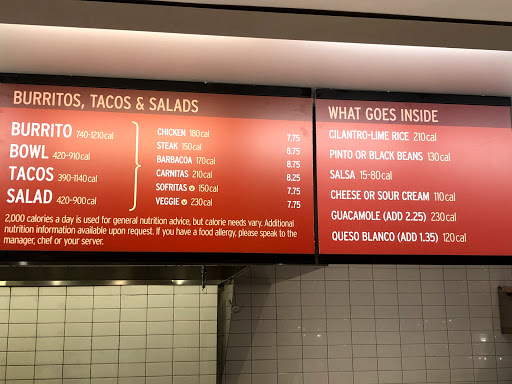 BURRITOS, TACOS & SALADS
BURRITO 740-1210cal
BOWL 420-910cal
TACOS 390-1140cal
SALAD 420-900cal
CHICKEN 180cal 7.75
STEAK 150cal 8.75
BARBACOA 170cal 8.75
CARNITAS 210cal 8.25
SOFRITAS 150cal 7.75
VEGGIE 230cal 7.75
2,000 calories a day is used for general nutrition advice, but calorie needs vary. Additional
nutrition information available upon request. If you have a food allergy, please speak to the
manager, chef or your server.
WHAT GOES INSIDE
CILANTRO-LIME RICE 210cal
PINTO OR BLACK BEANS 130cal
SALSA 15-80cal
CHEESE OR SOUR CREAM 110cal
GUACAMOLE (ADD 2.25) 230cal
QUESO BLANCO (ADD 1.35) 120cal